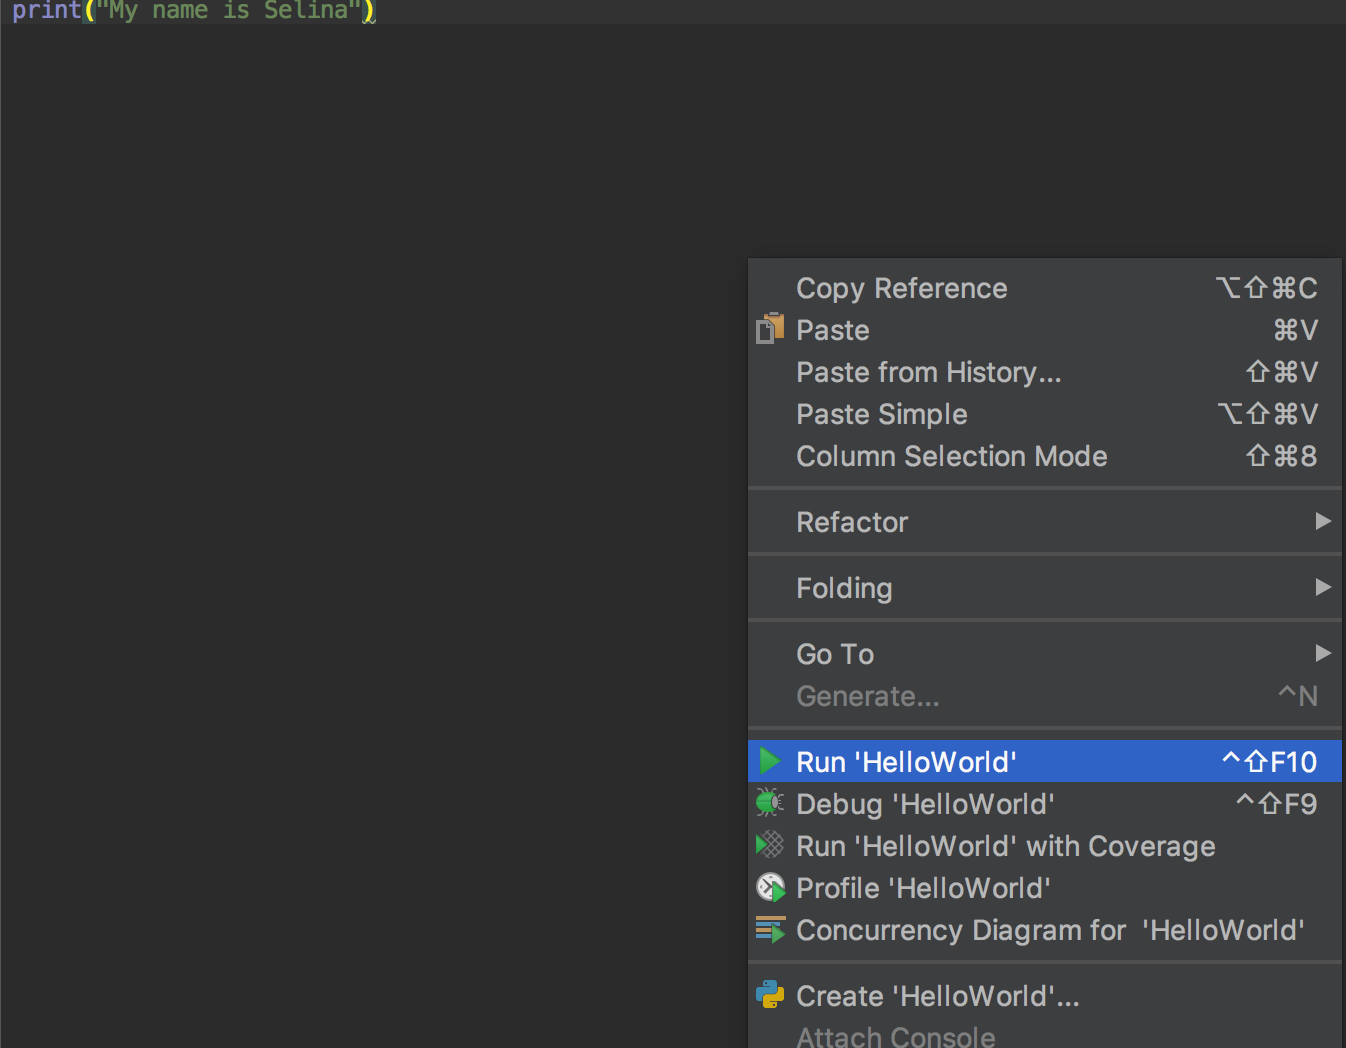 print("My name is Selina")
Copy Reference ⌥⇧⌘C
Paste ⌘V
Paste from History... ⇧⌘V
Paste Simple ⌥⇧⌘V
Column Selection Mode ⇧⌘8
Refactor ▶
Folding ▶
Go To ▶
Generate... ^N
Run 'HelloWorld' ^⇧F10
Debug 'HelloWorld' ^⇧F9
Run 'HelloWorld' with Coverage
Profile 'HelloWorld'
Concurrency Diagram for 'HelloWorld'
Create 'HelloWorld'...
Attach Console